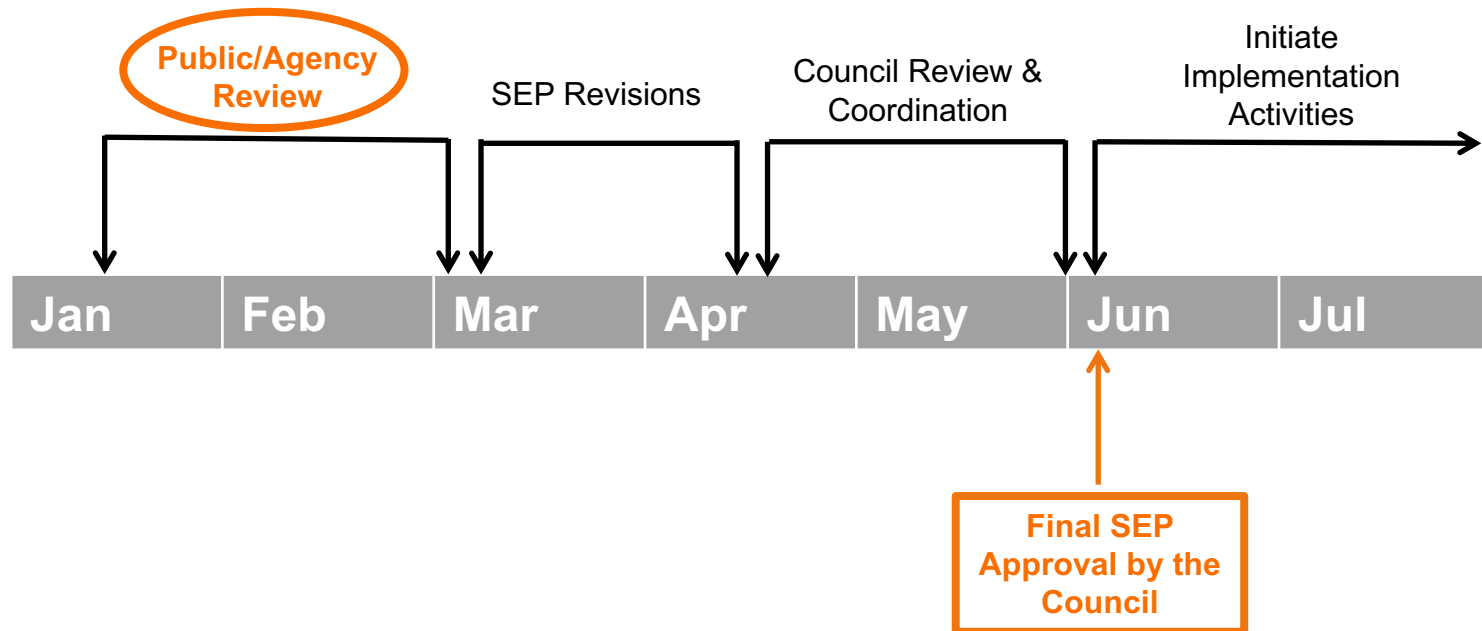 Public/Agency
Review
SEP Revisions
Council Review &
Coordination
Initiate
Implementation
Activities
Jan
Feb
Mar
Apr
May
Jun
Jul
Final SEP
Approval by the
Council